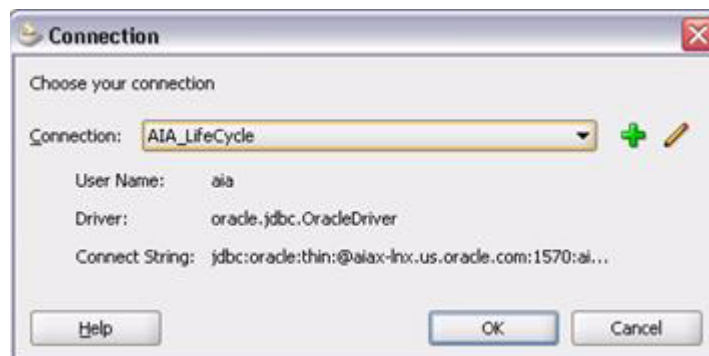 Connection
Choose your connection
Connection: AIA_LifeCycle
User Name: aia
Driver: oracle.jdbc.OracleDriver
Connect String: jdbc:oracle:thin:@aiax-lnx.us.oracle.com:1570:ai...
Help OK Cancel